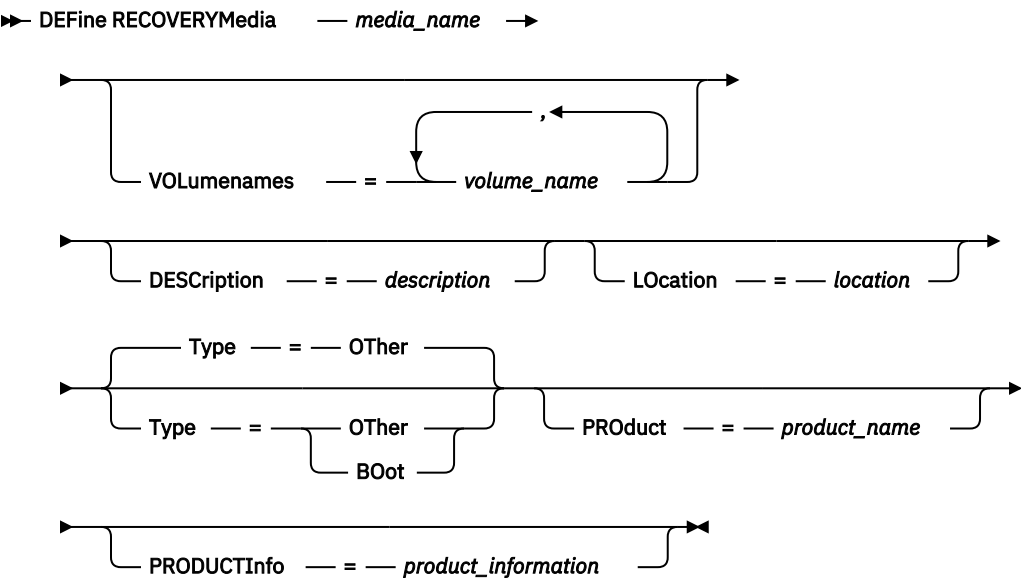 DEFine RECOVERYMedia media_name
,
VOLumenames = volume_name
DESCription = description LOcation = location
Type = OTher
Type = OTher PROduct = product_name
BOot
PRODUCTInfo = product_information